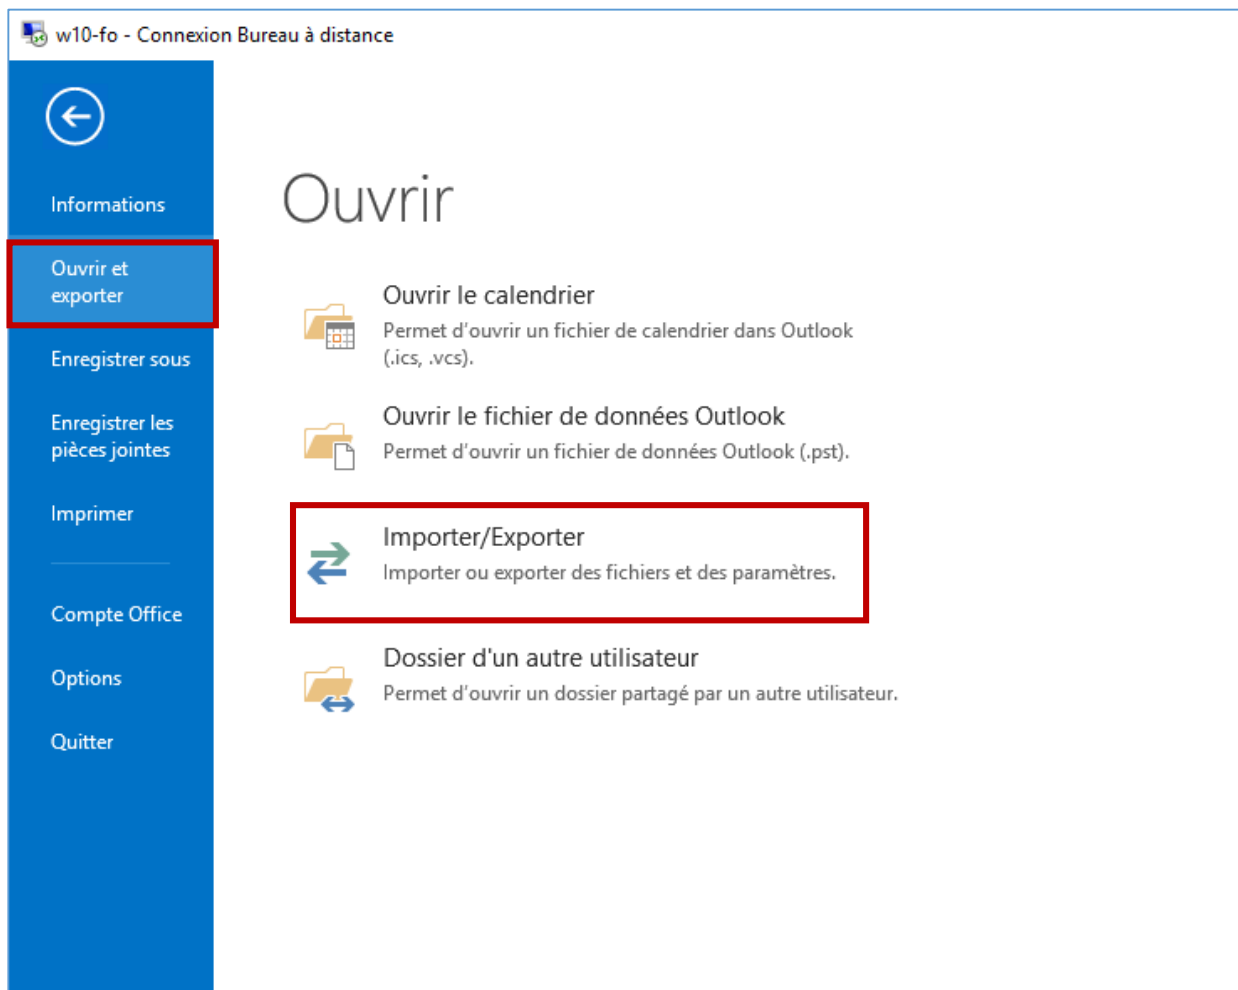 w10-fo - Connexion Bureau à distance
Informations
Ouvrir et
exporter
Enregistrer sous
Enregistrer les
pièces jointes
Imprimer
Compte Office
Options
Quitter
Ouvrir
Ouvrir le calendrier
Permet d'ouvrir un fichier de calendrier dans Outlook
(.ics, .vcs).
Ouvrir le fichier de données Outlook
Permet d'ouvrir un fichier de données Outlook (.pst).
Importer/Exporter
Importer ou exporter des fichiers et des paramètres.
Dossier d'un autre utilisateur
Permet d'ouvrir un dossier partagé par un autre utilisateur.